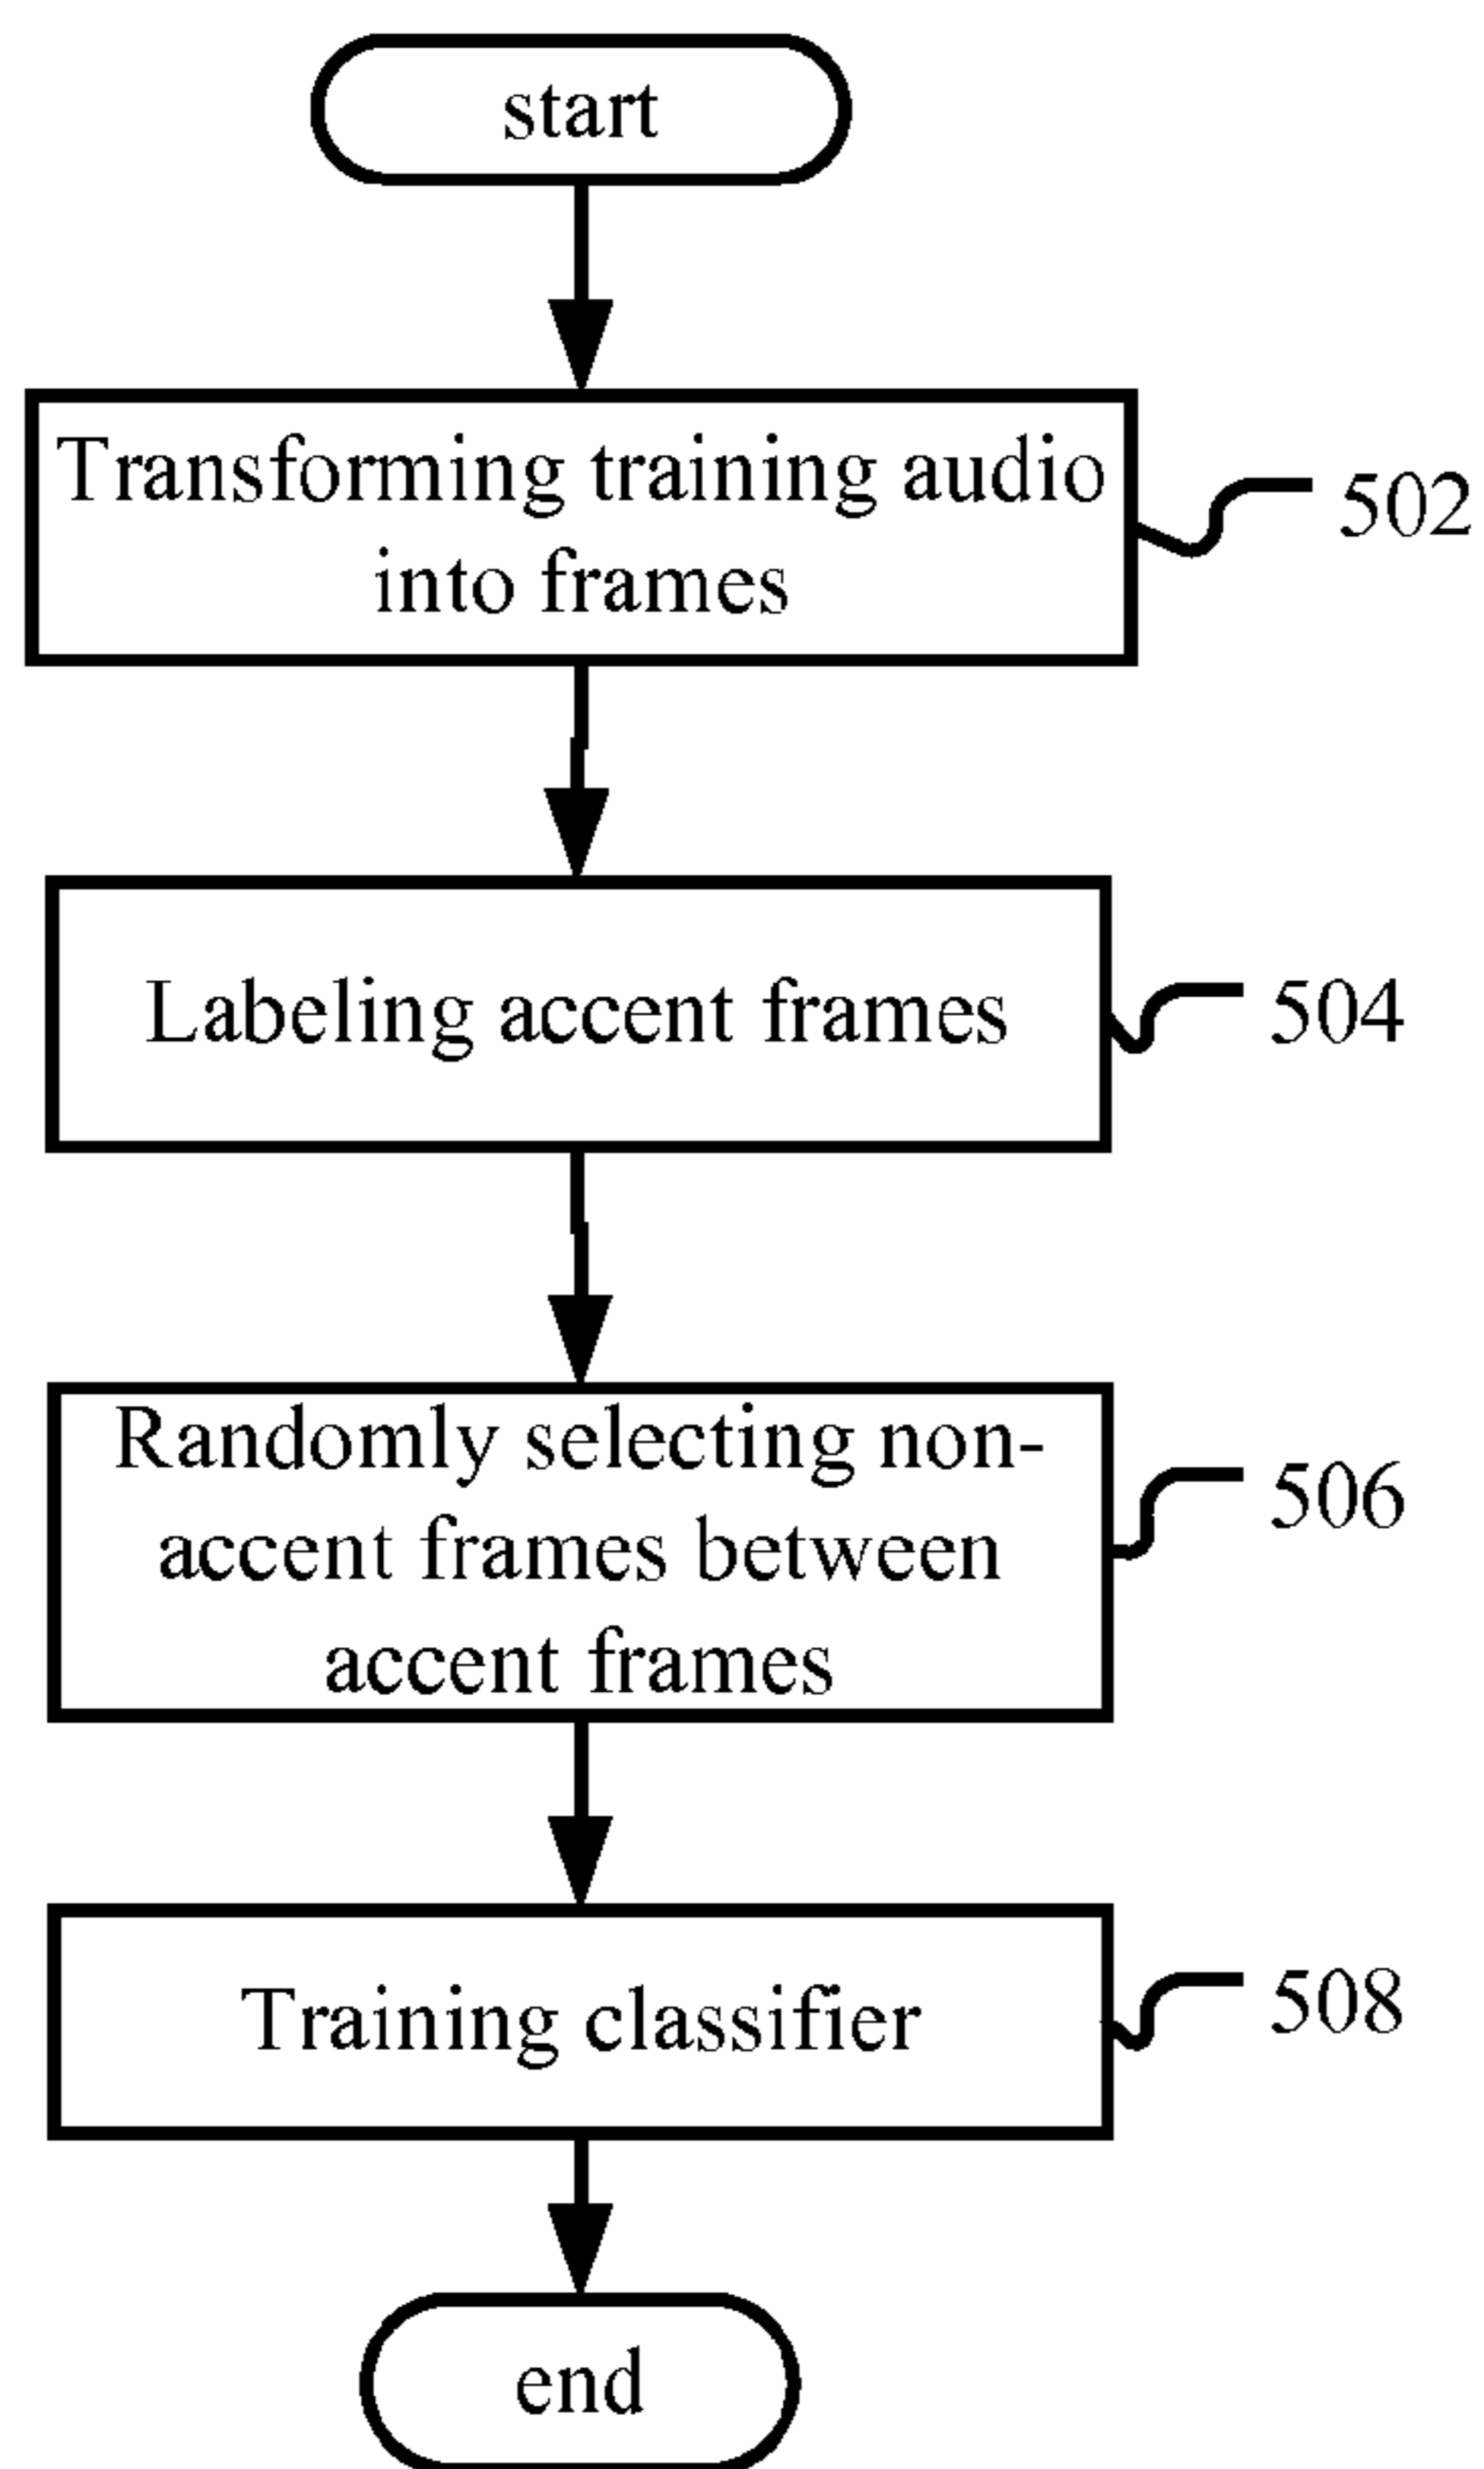 start
Transforming training audio
into frames
502
Labeling accent frames
504
Randomly selecting non-
accent frames between
accent frames
506
Training classifier
508
end